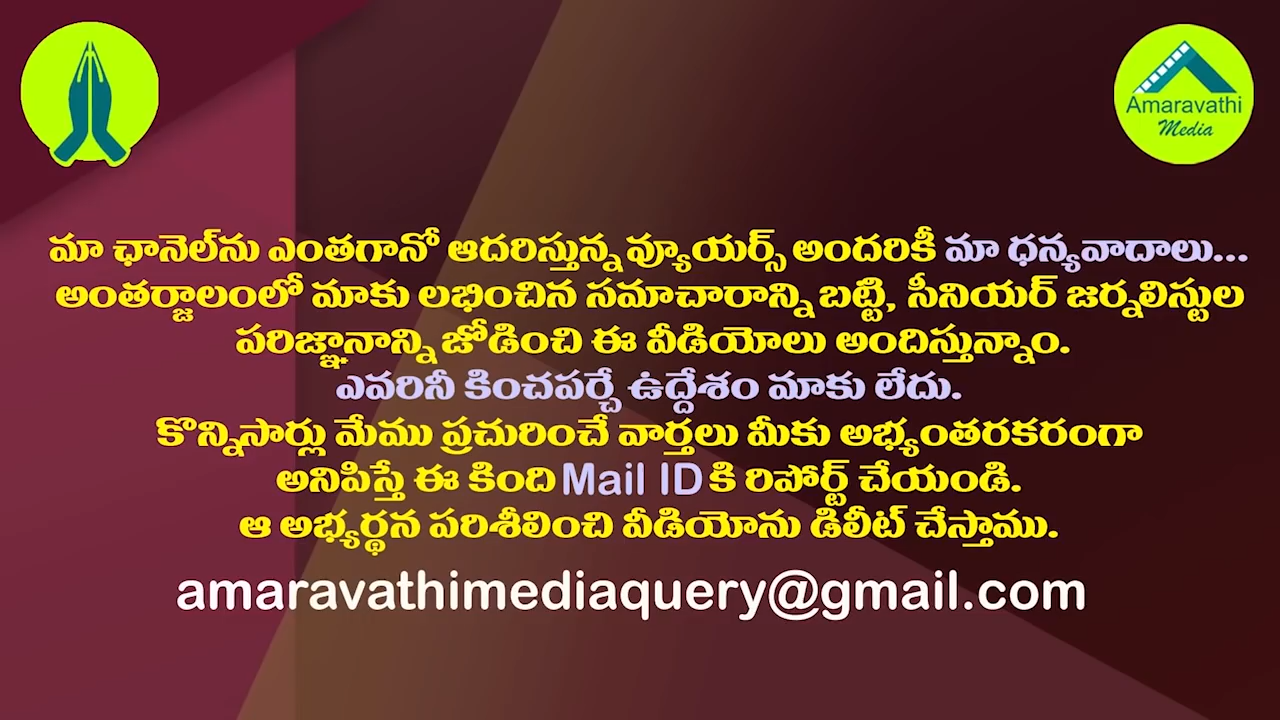 Amaravathi
Media
మా ఛానెల్‌ను ఎంతగానో ఆదరిస్తున్న వ్యూయర్స్ అందరికీ మా ధన్యవాదాలు...
అంతర్జాలంలో మాకు లభించిన సమాచారాన్ని బట్టి, సీనియర్ జర్నలిస్టుల
పరిజ్ఞానాన్ని జోడించి ఈ వీడియోలు అందిస్తున్నాం.
ఎవరినీ కించపర్చే ఉద్దేశం మాకు లేదు.
కొన్నిసార్లు మేము ప్రచురించే వార్తలు మీకు అభ్యంతరకరంగా
అనిపిస్తే ఈ కింది Mail ID కి రిపోర్ట్ చేయండి.
ఆ అభ్యర్థన పరిశీలించి వీడియోను డిలీట్ చేస్తాము.
amaravathimediaquery@gmail.com